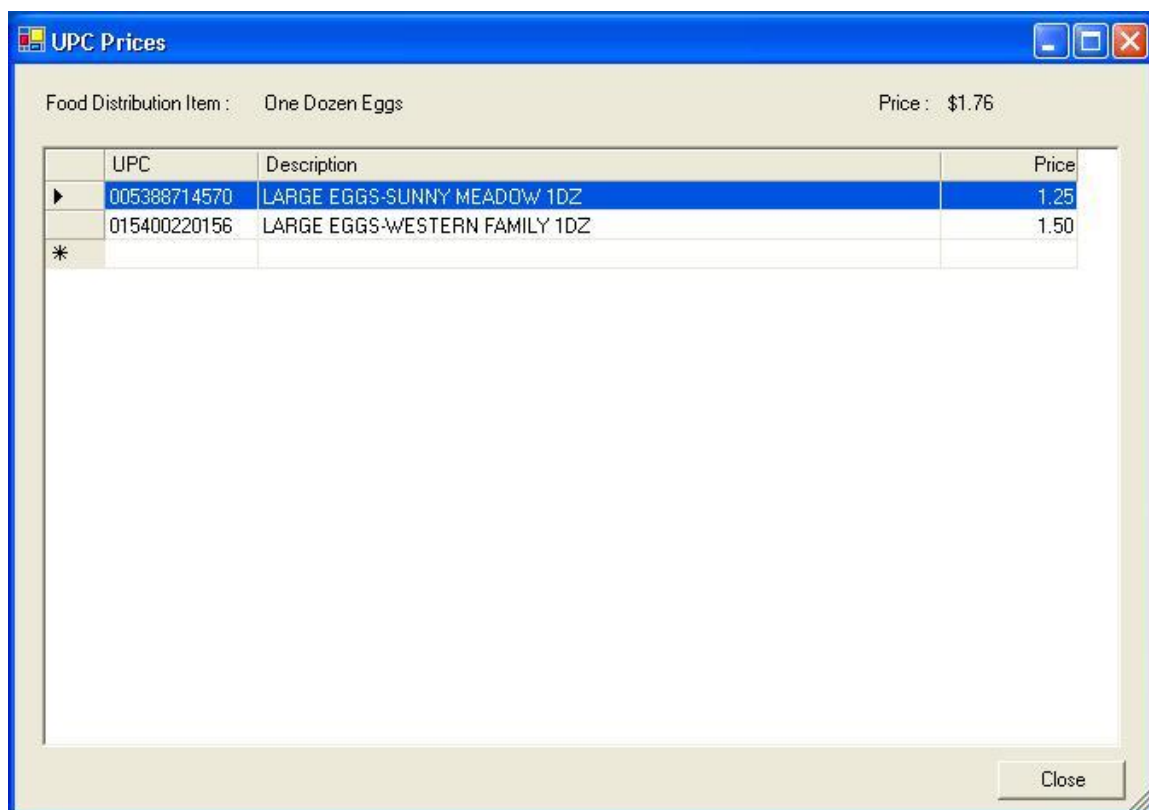 UPC Prices
Food Distribution Item : One Dozen Eggs Price : $1.76
UPC Description Price
005388714570 LARGE EGGS-SUNNY MEADOW 1DZ 1.25
015400220156 LARGE EGGS-WESTERN FAMILY 1DZ 1.50
Close